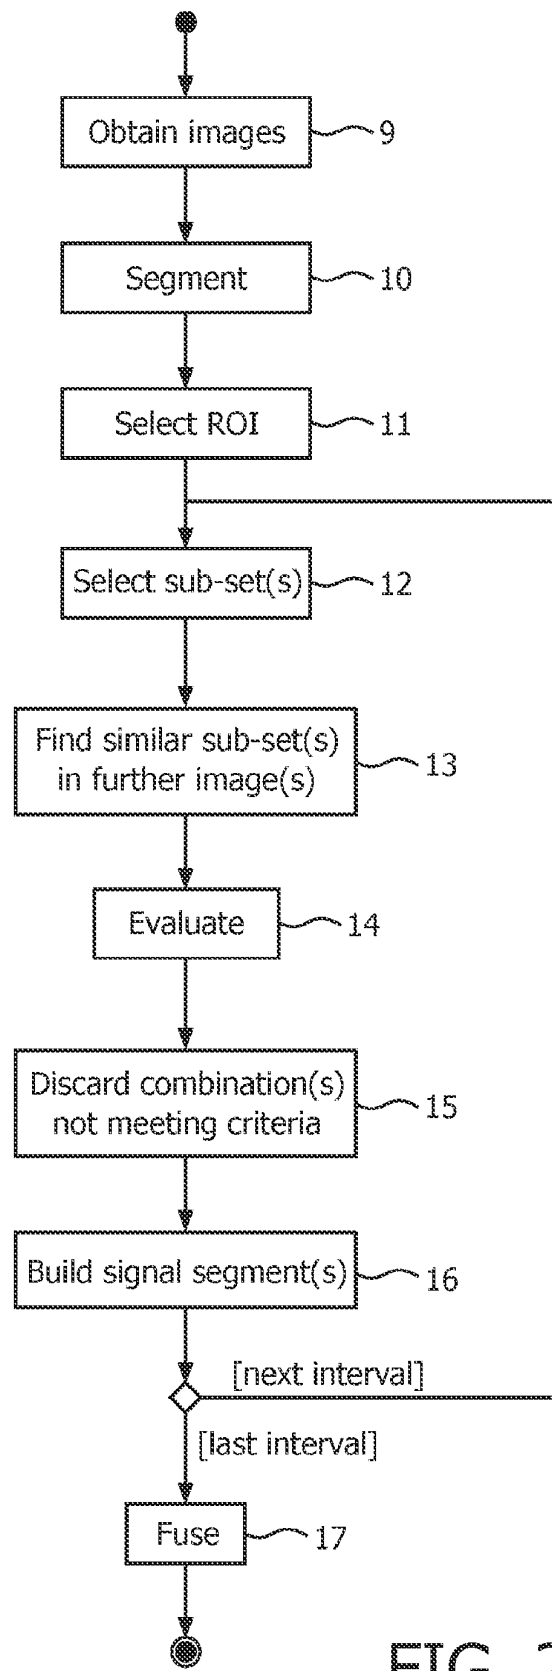 Obtain images 9
Segment 10
Select ROI 11
Select sub-set(s) 12
Find similar sub-set(s)
in further image(s) 13
Evaluate 14
Discard combination(s)
not meeting criteria 15
Build signal segment(s) 16
[next interval]
[last interval]
Fuse 17
FIG.